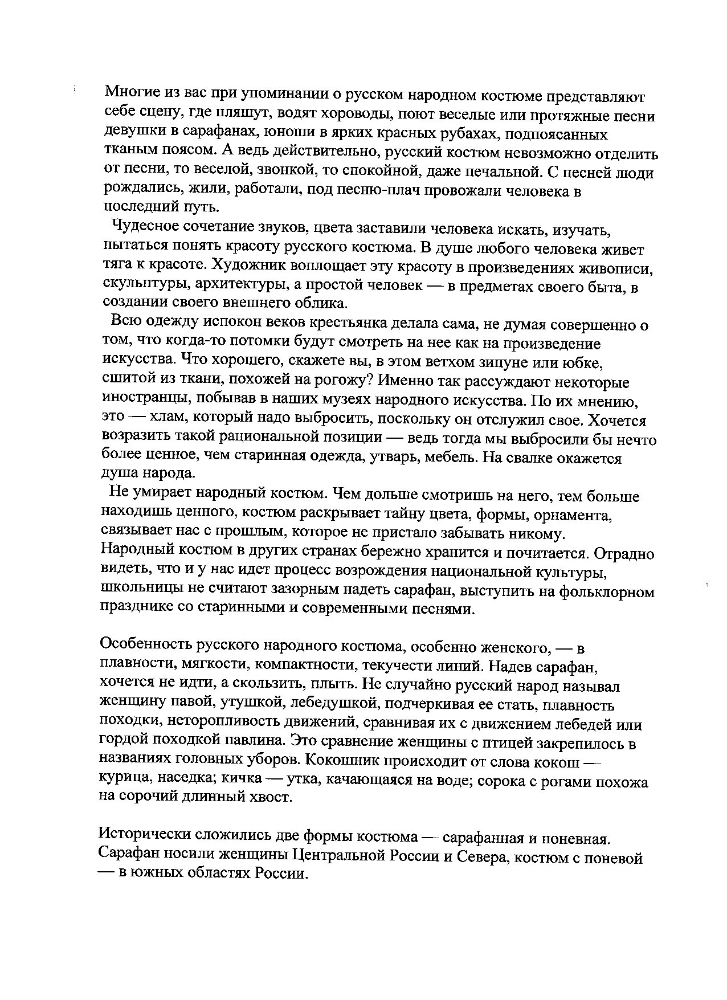 Многие из вас при упоминании о русском народном костюме представляют
себе сцену, где пляшут, водят хороводы, поют веселые или протяжные песни
девушки в сарафанах, юноши в ярких красных рубахах, подпоясанных
тканым поясом. А ведь действительно, русский костюм невозможно отделить
от песни, то веселой, звонкой, то спокойной, даже печальной. С песней люди
рождались, жили, работали, под песню-плач провожали человека в
последний путь.
Чудесное сочетание звуков, цвета заставили человека искать, изучать,
пытаться понять красоту русского костюма. В душе любого человека живет
тяга к красоте. Художник воплощает эту красоту в произведениях живописи,
скульптуры, архитектуры, а простой человек — в предметах своего быта, в
создании своего внешнего облика.
Всю одежду испокон веков крестьянка делала сама, не думая совершенно о
том, что когда-то потомки будут смотреть на нее как на произведение
искусства. Что хорошего, скажете вы, в этом ветхом зипуне или юбке,
сшитой из ткани, похожей на рогожу? Именно так рассуждают некоторые
иностранцы, побывав в наших музеях народного искусства. По их мнению,
это — хлам, который надо выбросить, поскольку он отслужил свое. Хочется
возразить такой рациональной позиции — ведь тогда мы выбросили бы нечто
более ценное, чем старинная одежда, утварь, мебель. На свалке окажется
душа народа.
Не умирает народный костюм. Чем дольше смотришь на него, тем больше
находишь ценного, костюм раскрывает тайну цвета, формы, орнамента,
связывает нас с прошлым, которое не пристало забывать никому.
Народный костюм в других странах бережно хранится и почитается. Отрадно
видеть, что и у нас идет процесс возрождения национальной культуры,
школьницы не считают зазорным надеть сарафан, выступить на фольклорном
празднике со старинными и современными песнями.
Особенность русского народного костюма, особенно женского, — в
плавности, мягкости, компактности, текучести линий. Надев сарафан,
хочется не идти, а скользить, плыть. Не случайно русский народ называл
женщину павой, утушкой, лебедушкой, подчеркивая ее стать, плавность
походки, неторопливость движений, сравнивая их с движением лебедей или
гордой походкой павлина. Это сравнение женщины с птицей закрепилось в
названиях головных уборов. Кокошник происходит от слова кокош —
курица, наседка; кичка — утка, качающаяся на воде; сорока с рогами похожа
на сорочий длинный хвост.
Исторически сложились две формы костюма — сарафанная и поневная.
Сарафан носили женщины Центральной России и Севера, костюм с поневой
— в южных областях России.